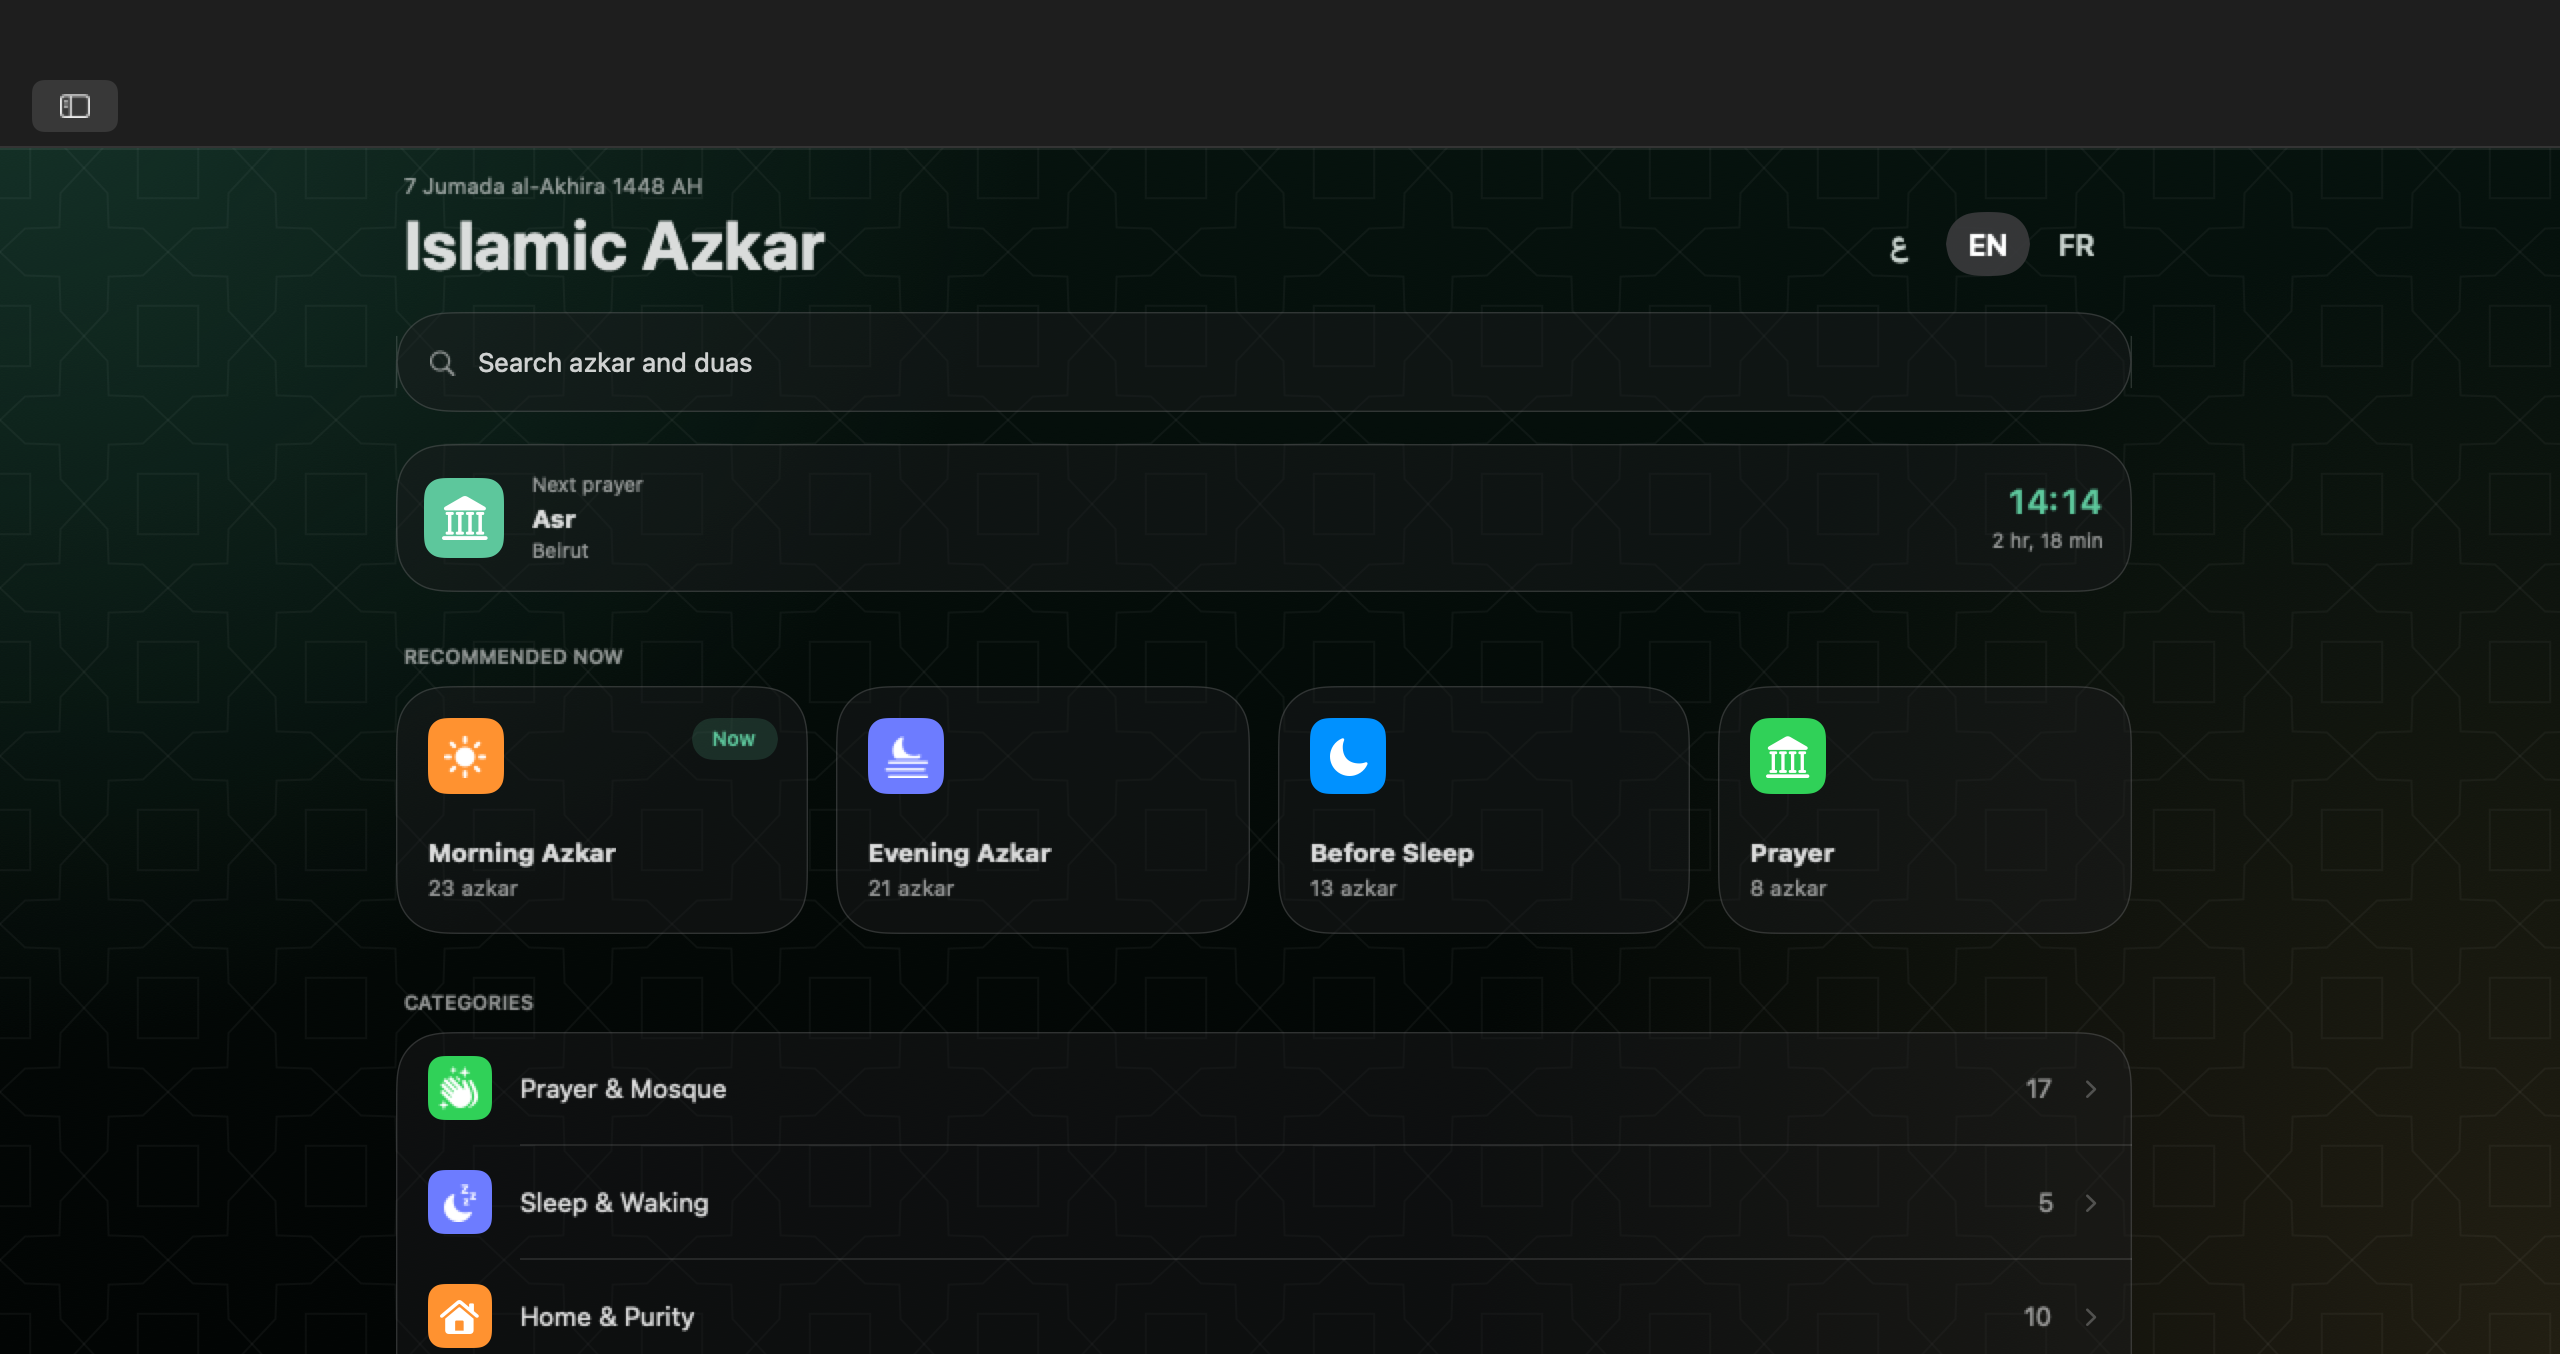 7 Jumada al-Akhira 1448 AH
Islamic Azkar
ع EN FR
Search azkar and duas
Next prayer
Asr
Beirut
14:14
2 hr, 18 min
RECOMMENDED NOW
Now
Morning Azkar
23 azkar
Evening Azkar
21 azkar
Before Sleep
13 azkar
Prayer
8 azkar
CATEGORIES
Prayer & Mosque 17
Sleep & Waking 5
Home & Purity 10